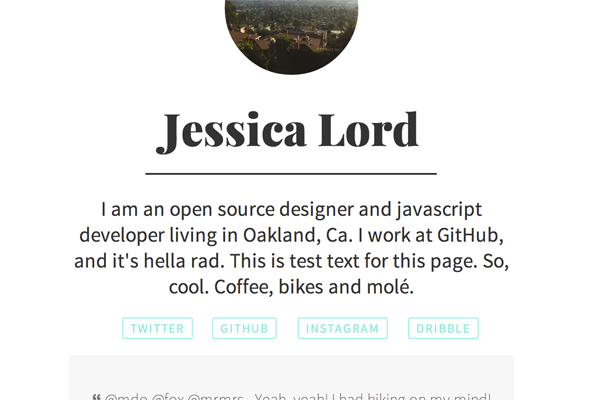 Jessica Lord
I am an open source designer and javascript
developer living in Oakland, Ca. I work at GitHub,
and it's hella rad. This is test text for this page. So,
cool. Coffee, bikes and molé.
TWITTER GITHUB INSTAGRAM DRIBBLE
❝ @mdo @fox @mrmrs_ Yeah, yeah! I had biking on my mind!